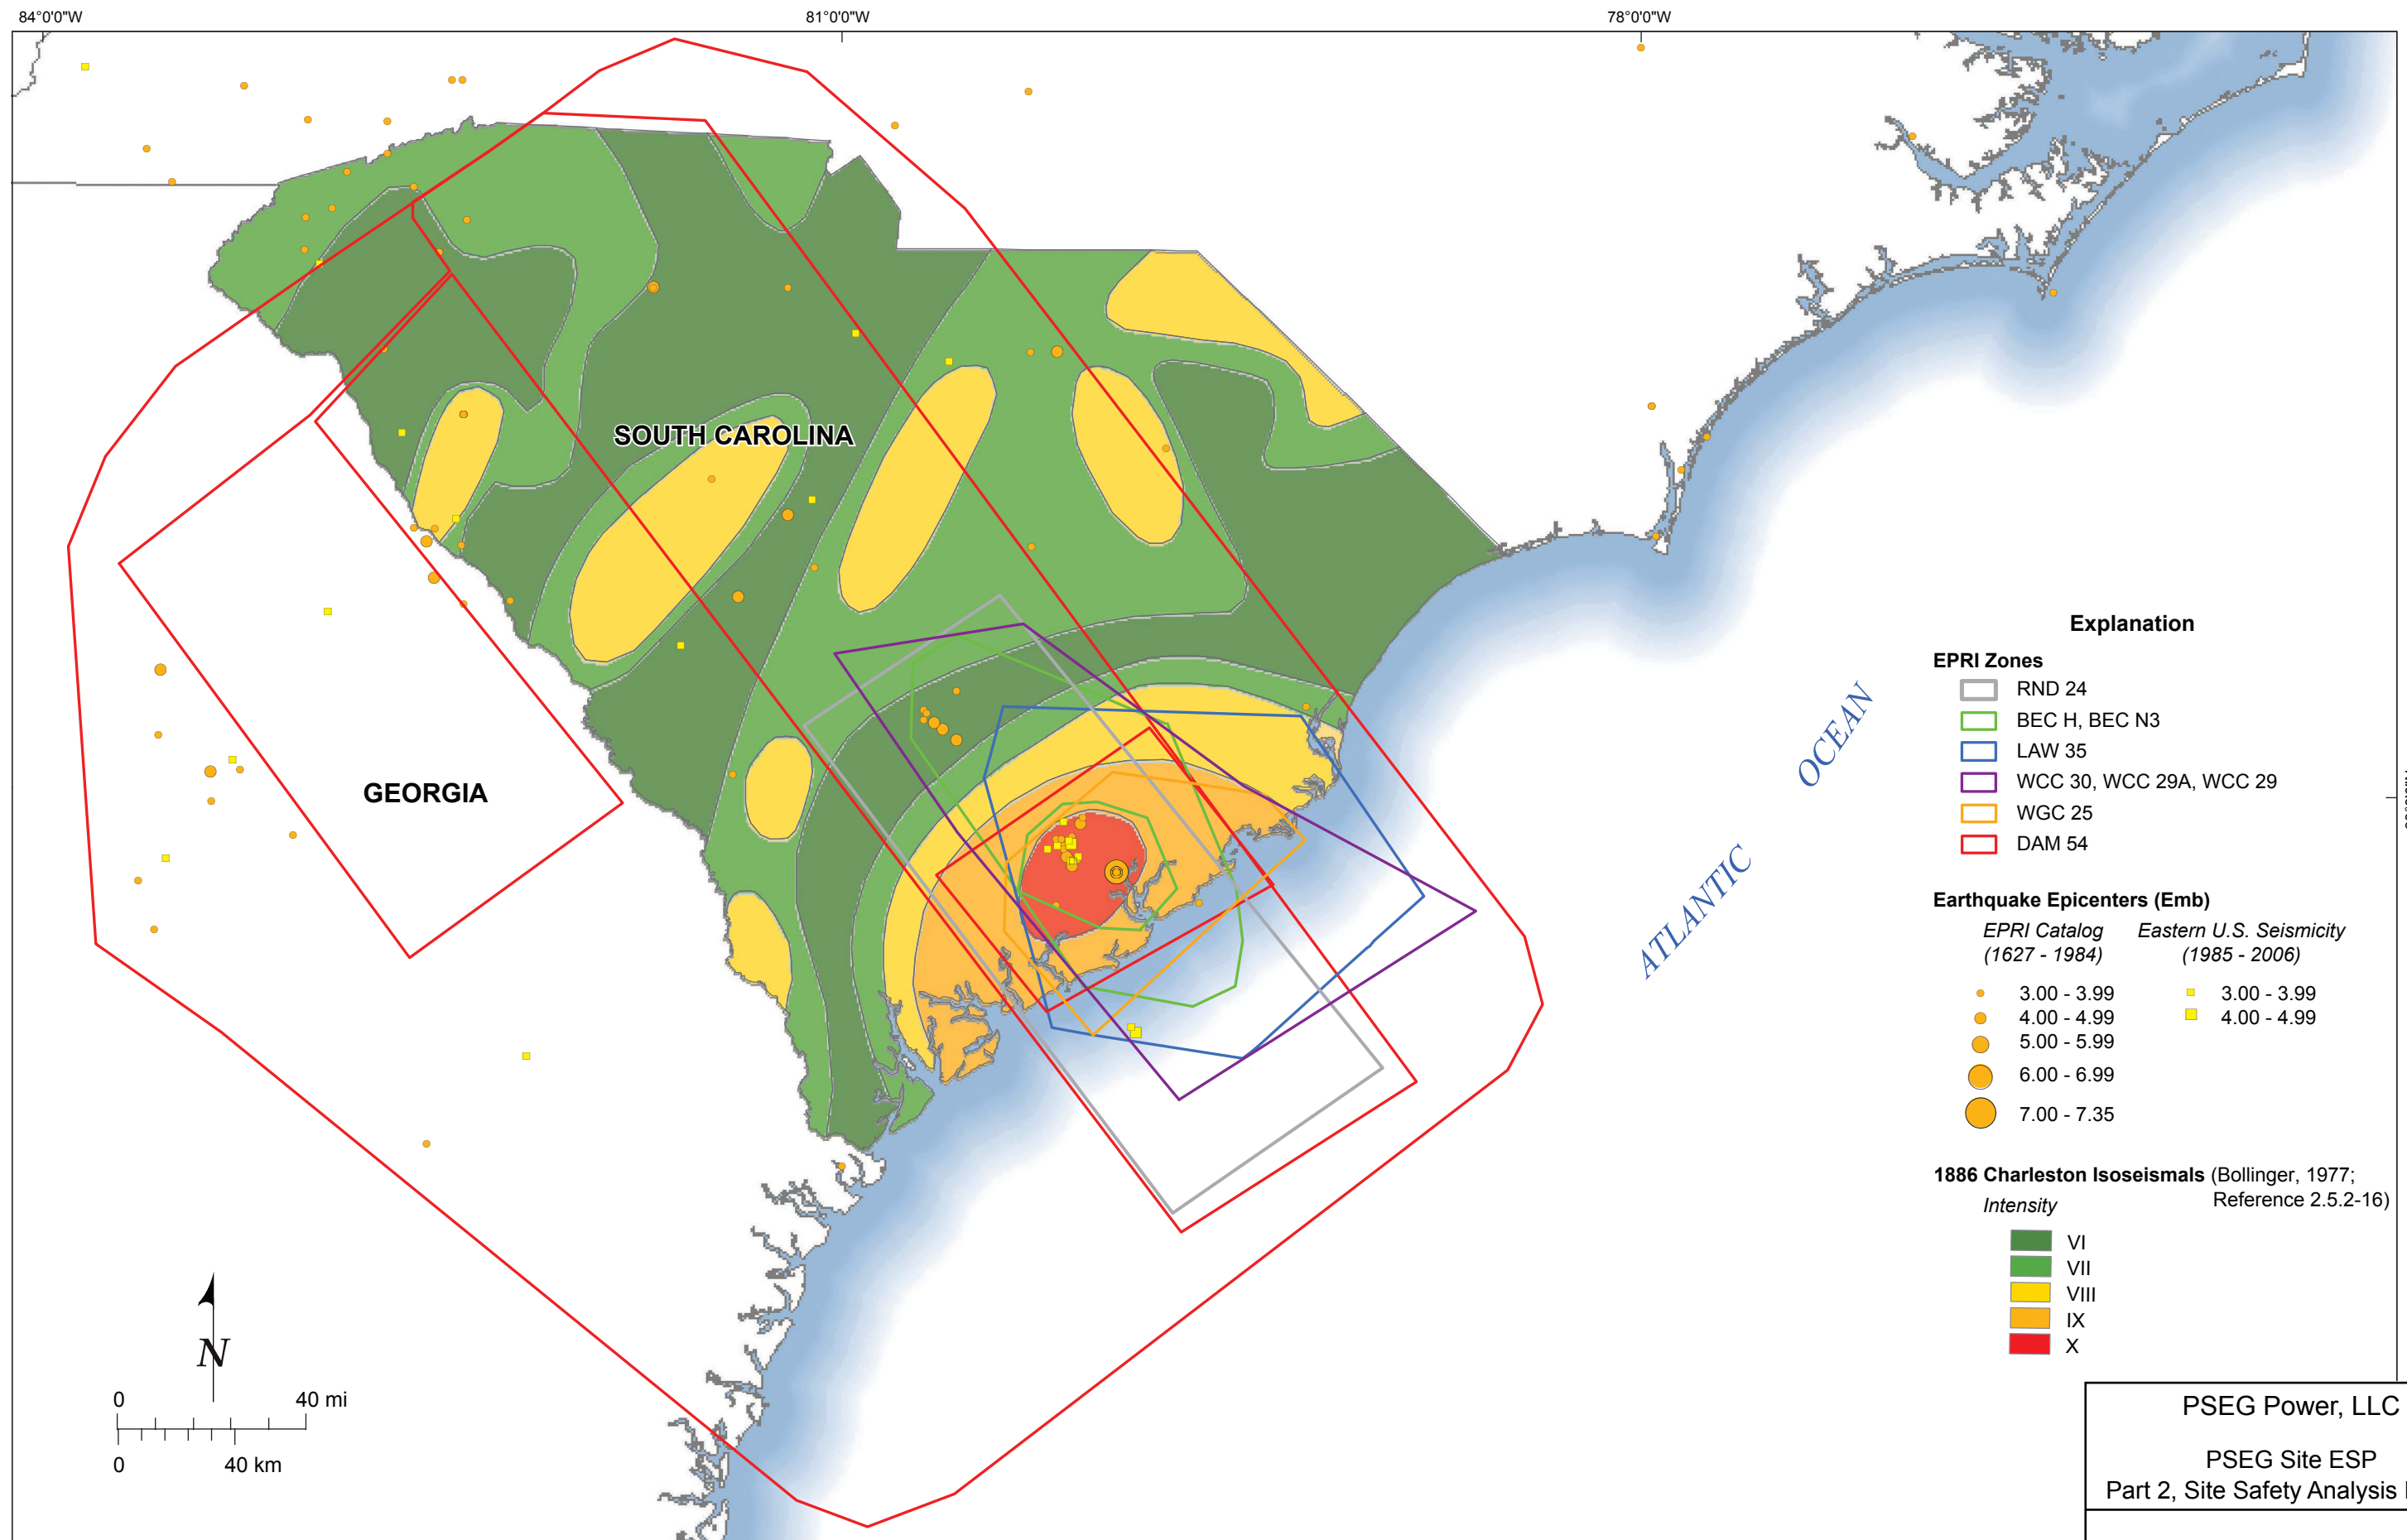 84°0'0"W
81°0'0"W
78°0'0"W
SOUTH CAROLINA
GEORGIA
ATLANTIC OCEAN
Explanation
EPRI Zones
RND 24
BEC H, BEC N3
LAW 35
WCC 30, WCC 29A, WCC 29
WGC 25
DAM 54
Earthquake Epicenters (Emb)
EPRI Catalog
(1627 - 1984)
Eastern U.S. Seismicity
(1985 - 2006)
3.00 - 3.99
4.00 - 4.99
5.00 - 5.99
6.00 - 6.99
7.00 - 7.35
3.00 - 3.99
4.00 - 4.99
1886 Charleston Isoseismals (Bollinger, 1977;
Reference 2.5.2-16)
Intensity
VI
VII
VIII
IX
X
N
0 40 mi
0 40 km
PSEG Power, LLC
PSEG Site ESP
Part 2, Site Safety Analysis